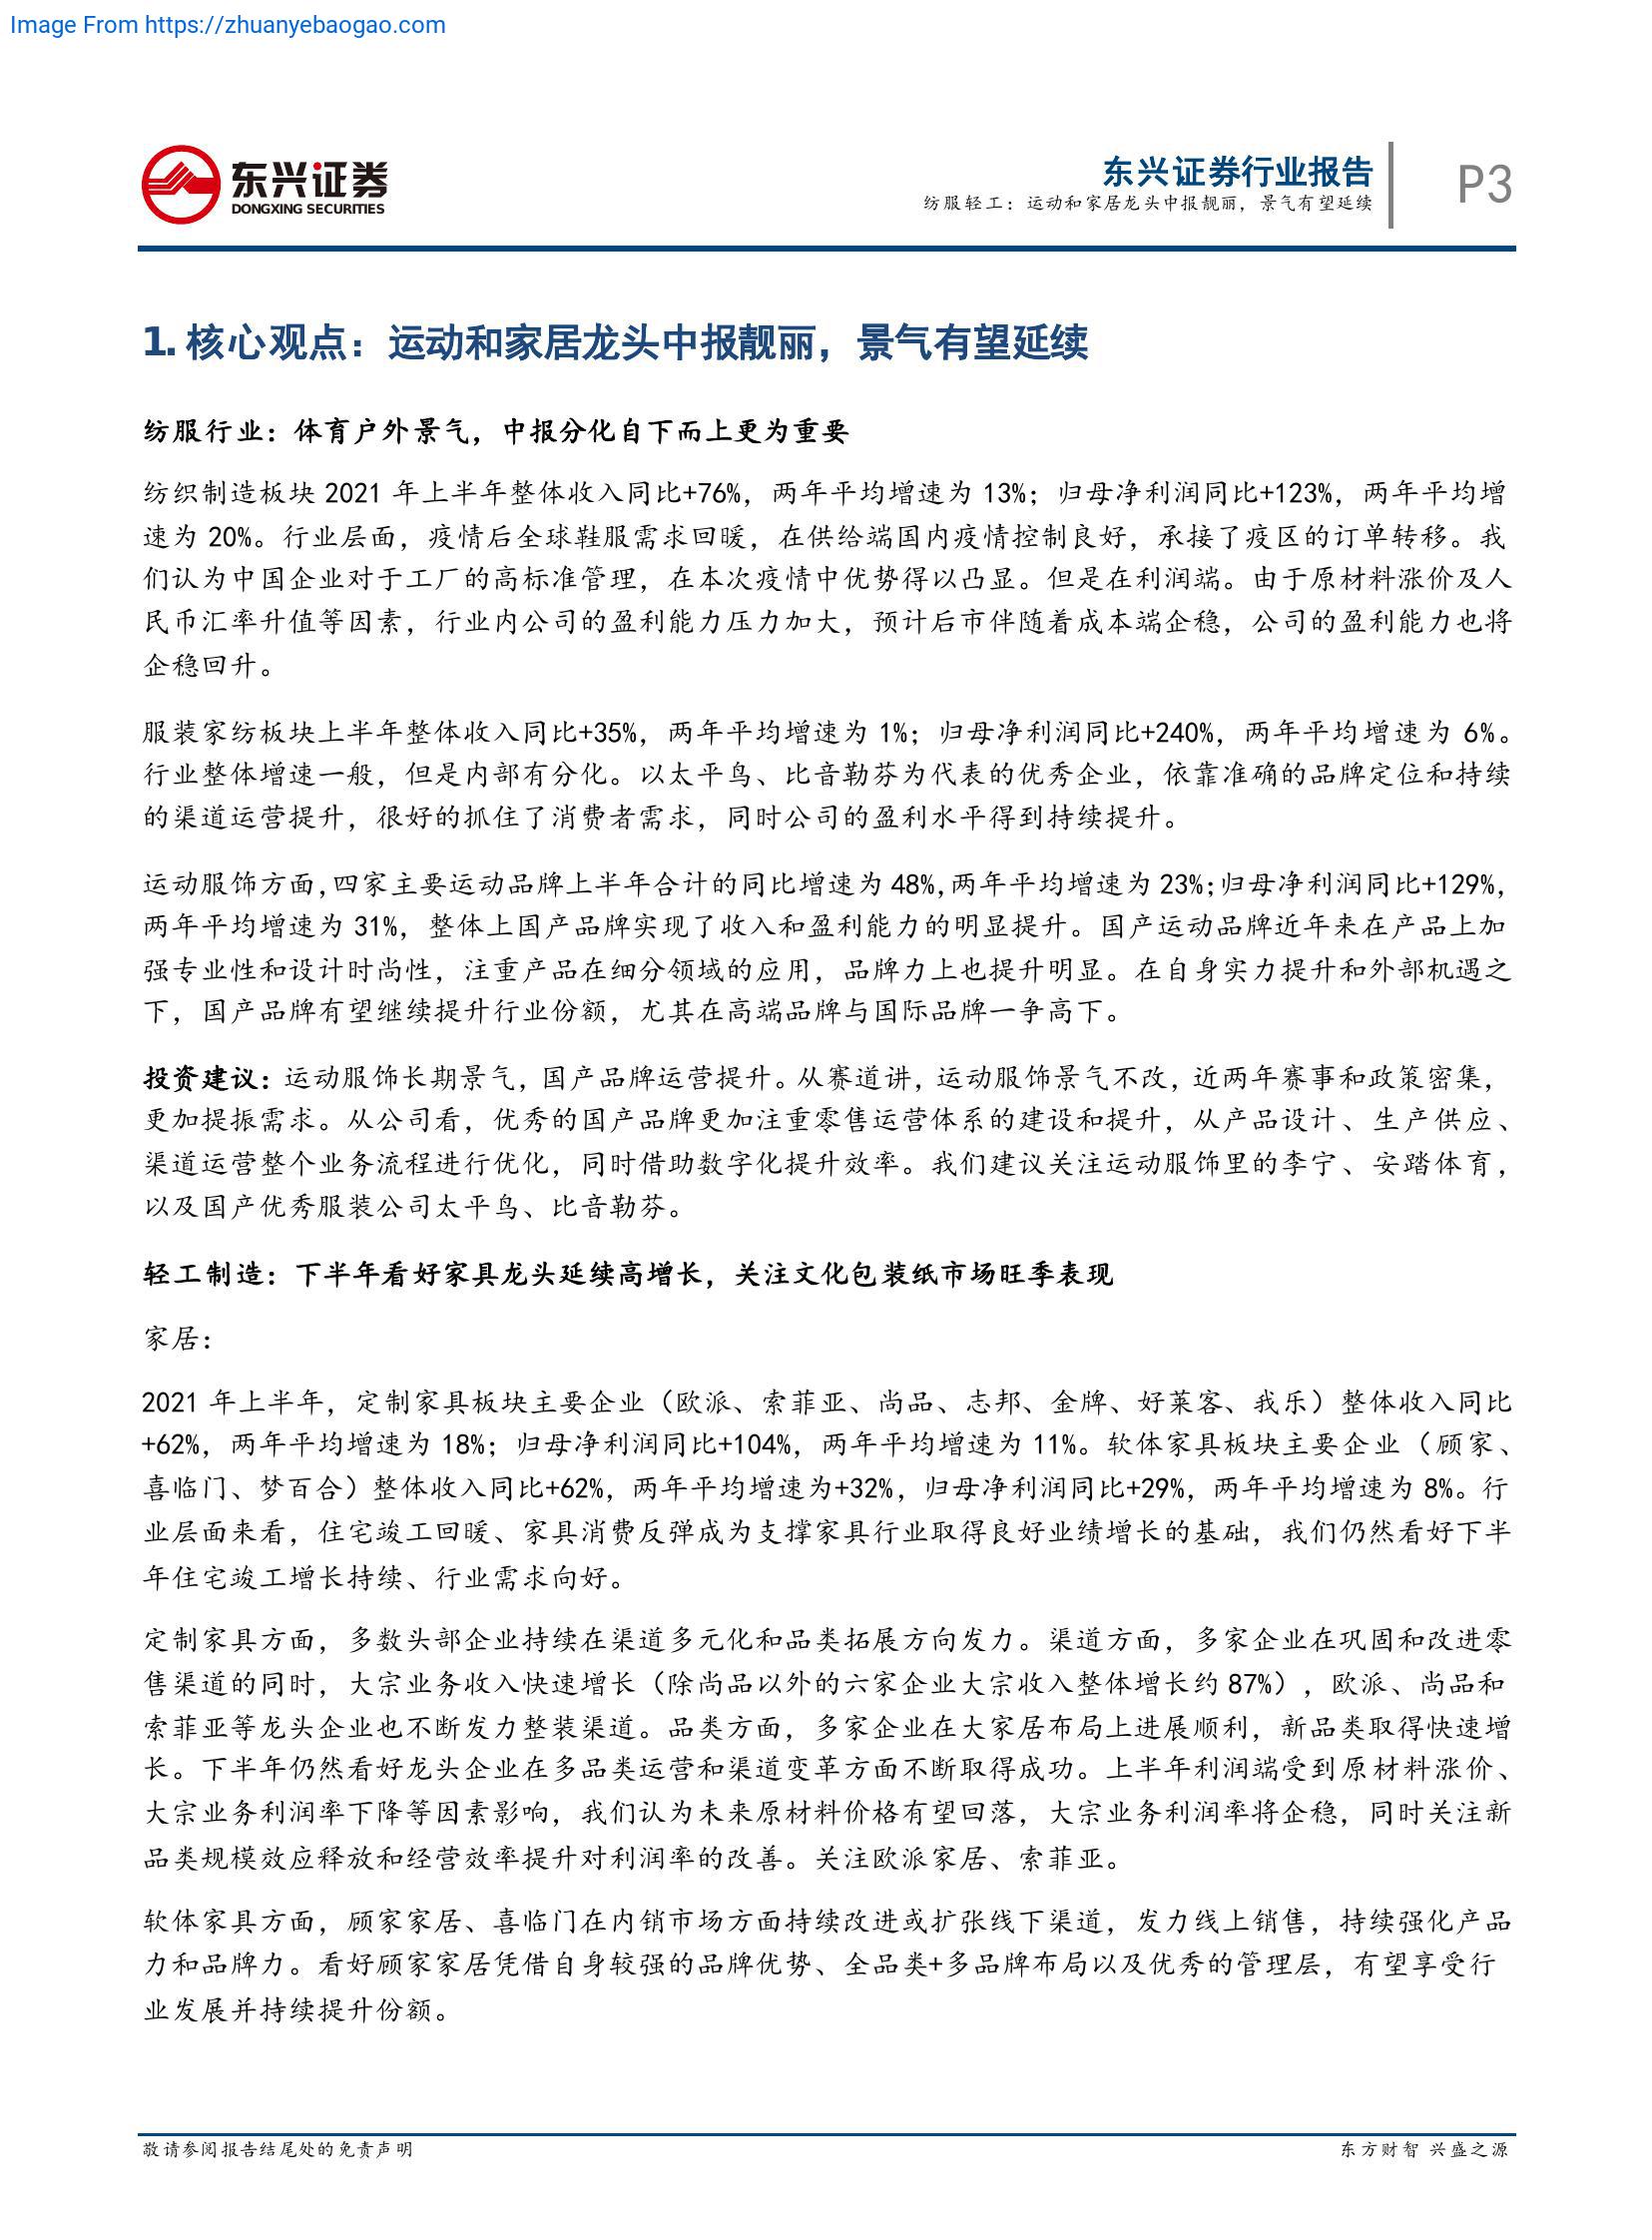 Image From https://zhuanyebaogao.com
东兴证券
DONGXING SECURITIES
东兴证券行业报告
纺服轻工：运动和家居龙头中报靓丽，景气有望延续
P3
1. 核心观点：运动和家居龙头中报靓丽，景气有望延续
纺服行业：体育户外景气，中报分化自下而上更为重要
纺织制造板块 2021 年上半年整体收入同比+76%，两年平均增速为 13%；归母净利润同比+123%，两年平均增
速为 20%。行业层面，疫情后全球鞋服需求回暖，在供给端国内疫情控制良好，承接了疫区的订单转移。我
们认为中国企业对于工厂的高标准管理，在本次疫情中优势得以凸显。但是在利润端。由于原材料涨价及人
民币汇率升值等因素，行业内公司的盈利能力压力加大，预计后市伴随着成本端企稳，公司的盈利能力也将
企稳回升。
服装家纺板块上半年整体收入同比+35%，两年平均增速为 1%；归母净利润同比+240%，两年平均增速为 6%。
行业整体增速一般，但是内部有分化。以太平鸟、比音勒芬为代表的优秀企业，依靠准确的品牌定位和持续
的渠道运营提升，很好的抓住了消费者需求，同时公司的盈利水平得到持续提升。
运动服饰方面，四家主要运动品牌上半年合计的同比增速为 48%,两年平均增速为 23%；归母净利润同比+129%，
两年平均增速为 31%，整体上国产品牌实现了收入和盈利能力的明显提升。国产运动品牌近年来在产品上加
强专业性和设计时尚性，注重产品在细分领域的应用，品牌力上也提升明显。在自身实力提升和外部机遇之
下，国产品牌有望继续提升行业份额，尤其在高端品牌与国际品牌一争高下。
投资建议：运动服饰长期景气，国产品牌运营提升。从赛道讲，运动服饰景气不改，近两年赛事和政策密集，
更加提振需求。从公司看，优秀的国产品牌更加注重零售运营体系的建设和提升，从产品设计、生产供应、
渠道运营整个业务流程进行优化，同时借助数字化提升效率。我们建议关注运动服饰里的李宁、安踏体育，
以及国产优秀服装公司太平鸟、比音勒芬。
轻工制造：下半年看好家具龙头延续高增长，关注文化包装纸市场旺季表现
家居：
2021 年上半年，定制家具板块主要企业（欧派、索菲亚、尚品、志邦、金牌、好莱客、我乐）整体收入同比
+62%，两年平均增速为 18%；归母净利润同比+104%，两年平均增速为 11%。软体家具板块主要企业（顾家、
喜临门、梦百合）整体收入同比+62%，两年平均增速为+32%，归母净利润同比+29%，两年平均增速为 8%。行
业层面来看，住宅竣工回暖、家具消费反弹成为支撑家具行业取得良好业绩增长的基础，我们仍然看好下半
年住宅竣工增长持续、行业需求向好。
定制家具方面，多数头部企业持续在渠道多元化和品类拓展方向发力。渠道方面，多家企业在巩固和改进零
售渠道的同时，大宗业务收入快速增长（除尚品以外的六家企业大宗收入整体增长约 87%），欧派、尚品和
索菲亚等龙头企业也不断发力整装渠道。品类方面，多家企业在大家居布局上进展顺利，新品类取得快速增
长。下半年仍然看好龙头企业在多品类运营和渠道变革方面不断取得成功。上半年利润端受到原材料涨价、
大宗业务利润率下降等因素影响，我们认为未来原材料价格有望回落，大宗业务利润率将企稳，同时关注新
品类规模效应释放和经营效率提升对利润率的改善。关注欧派家居、索菲亚。
软体家具方面，顾家家居、喜临门在内销市场方面持续改进或扩张线下渠道，发力线上销售，持续强化产品
力和品牌力。看好顾家家居凭借自身较强的品牌优势、全品类+多品牌布局以及优秀的管理层，有望享受行
业发展并持续提升份额。
敬请参阅报告结尾处的免责声明
东方财智 兴盛之源